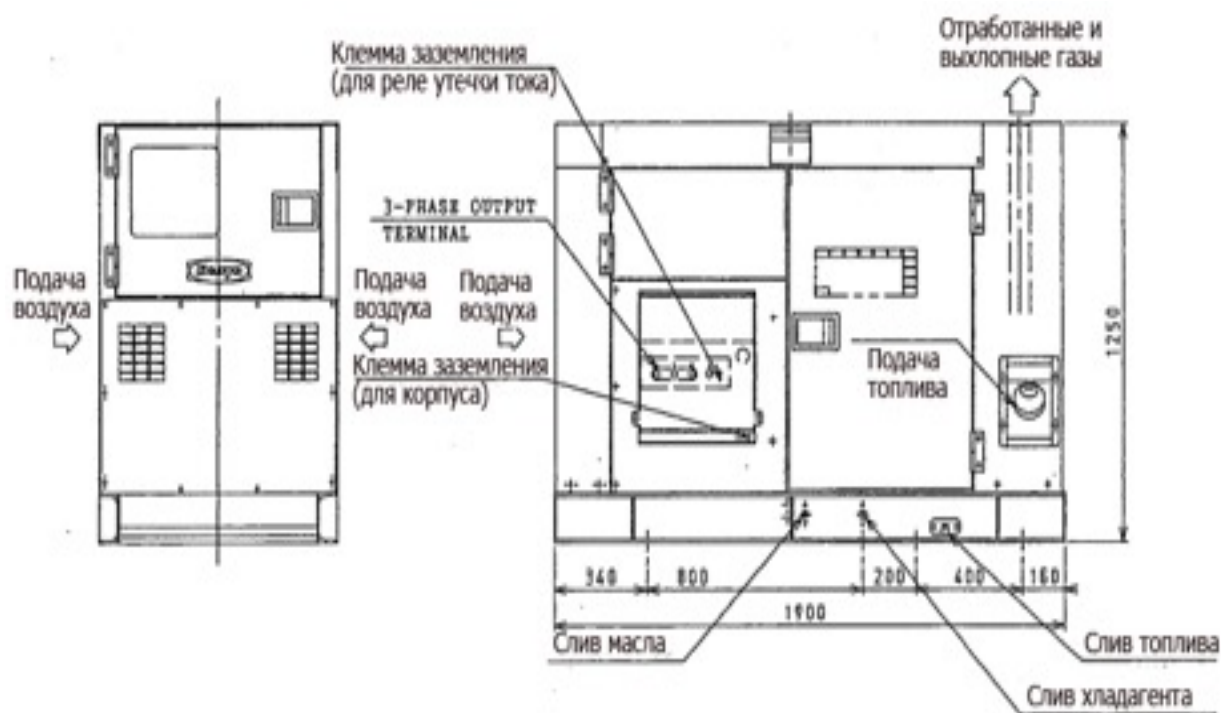 Отработанные и
выхлопные газы
Клемма заземления
(для реле утечки тока)
3-PHASE OUTPUT
TERMINAL
Подача
воздуха
Подача
воздуха
Подача
воздуха
Клемма заземления
(для корпуса)
Подача
топлива
1250
340
800
200
400
160
1900
Слив масла
Слив топлива
Слив хладагента